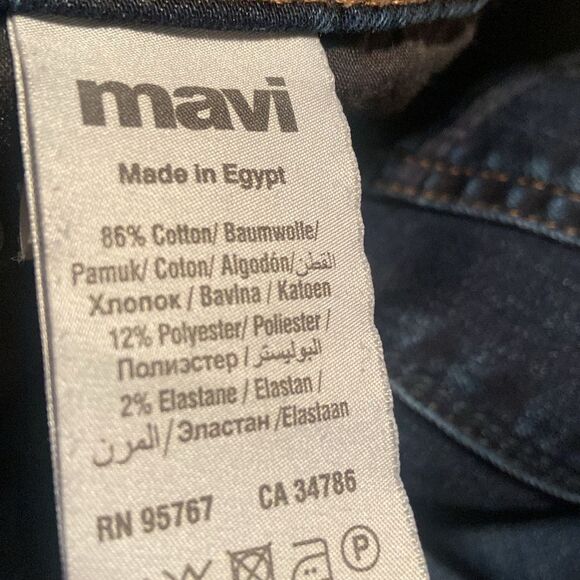 mavi
Made in Egypt
86% Cotton/ Baumwolle/
Pamuk/ Coton/ Algodón/القطن/
Хлопок / Bavlna / Katoen
12% Polyester/ Poliester /
Полиэстер / البوليستر/
2% Elastane / Elastan /
المرن /Эластан /Elastaan
RN 95767 CA 34786
P